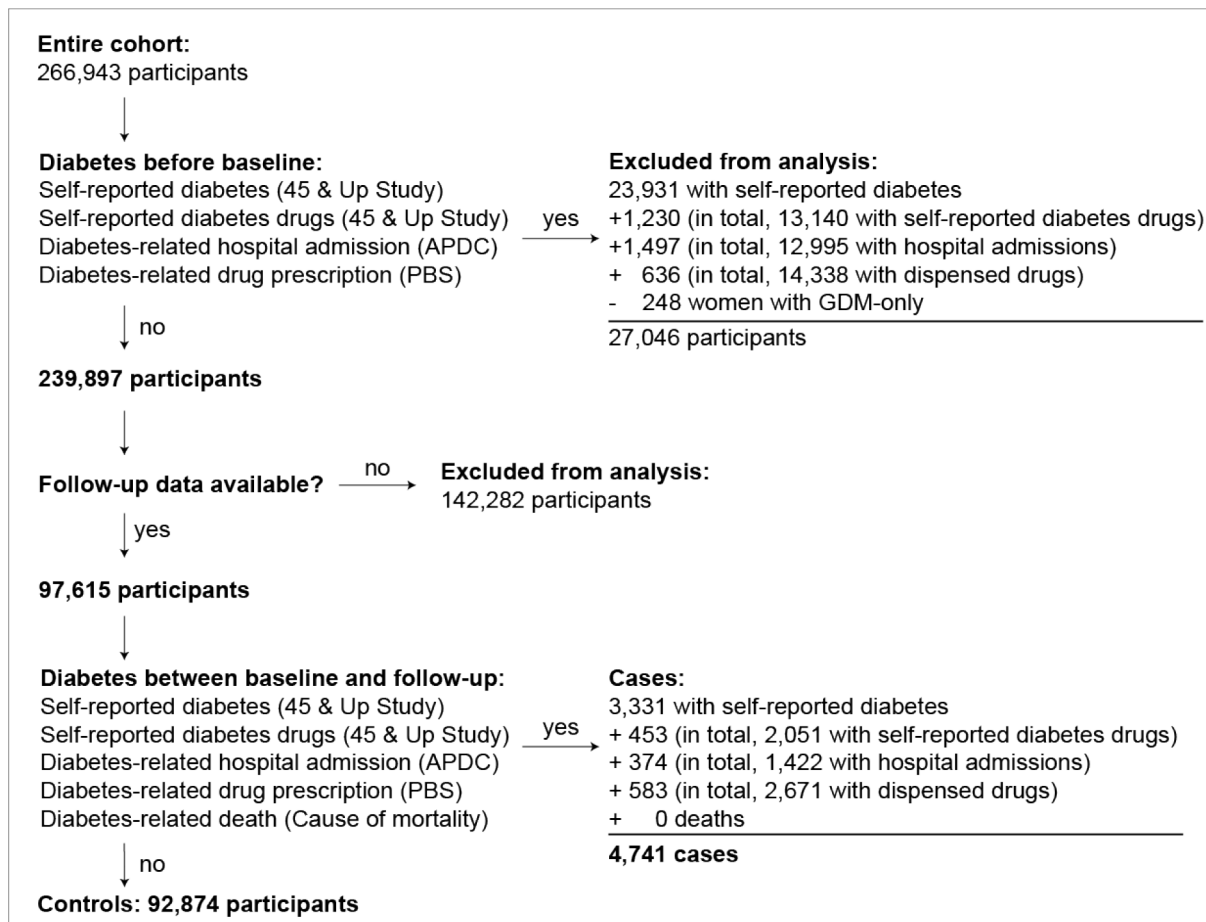 Entire cohort:
266,943 participants
Diabetes before baseline:
Self-reported diabetes (45 & Up Study)
Self-reported diabetes drugs (45 & Up Study)
Diabetes-related hospital admission (APDC)
Diabetes-related drug prescription (PBS)
yes
Excluded from analysis:
23,931 with self-reported diabetes
+1,230 (in total, 13,140 with self-reported diabetes drugs)
+1,497 (in total, 12,995 with hospital admissions)
+ 636 (in total, 14,338 with dispensed drugs)
- 248 women with GDM-only
27,046 participants
no
239,897 participants
Follow-up data available?
no
Excluded from analysis:
142,282 participants
yes
97,615 participants
Diabetes between baseline and follow-up:
Self-reported diabetes (45 & Up Study)
Self-reported diabetes drugs (45 & Up Study)
Diabetes-related hospital admission (APDC)
Diabetes-related drug prescription (PBS)
Diabetes-related death (Cause of mortality)
yes
Cases:
3,331 with self-reported diabetes
+ 453 (in total, 2,051 with self-reported diabetes drugs)
+ 374 (in total, 1,422 with hospital admissions)
+ 583 (in total, 2,671 with dispensed drugs)
+ 0 deaths
4,741 cases
no
Controls: 92,874 participants